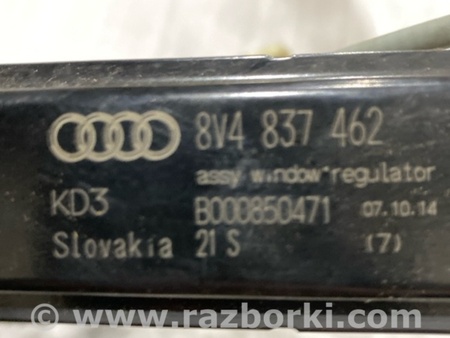 8V4 837 462
assy window regulator
KD3 B000850471 07.10.14
Slovakia 21 S (7)
www.razborki.com